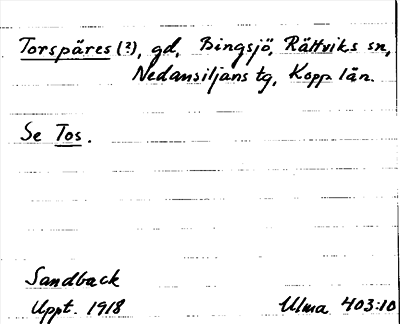 Torspäres (?), gd, Bingsjö, Rättviks sn,
Nedansiljans tg, Kopp län.
Se Tos.
Sandback
Uppt. 1918
Ulma 403:10